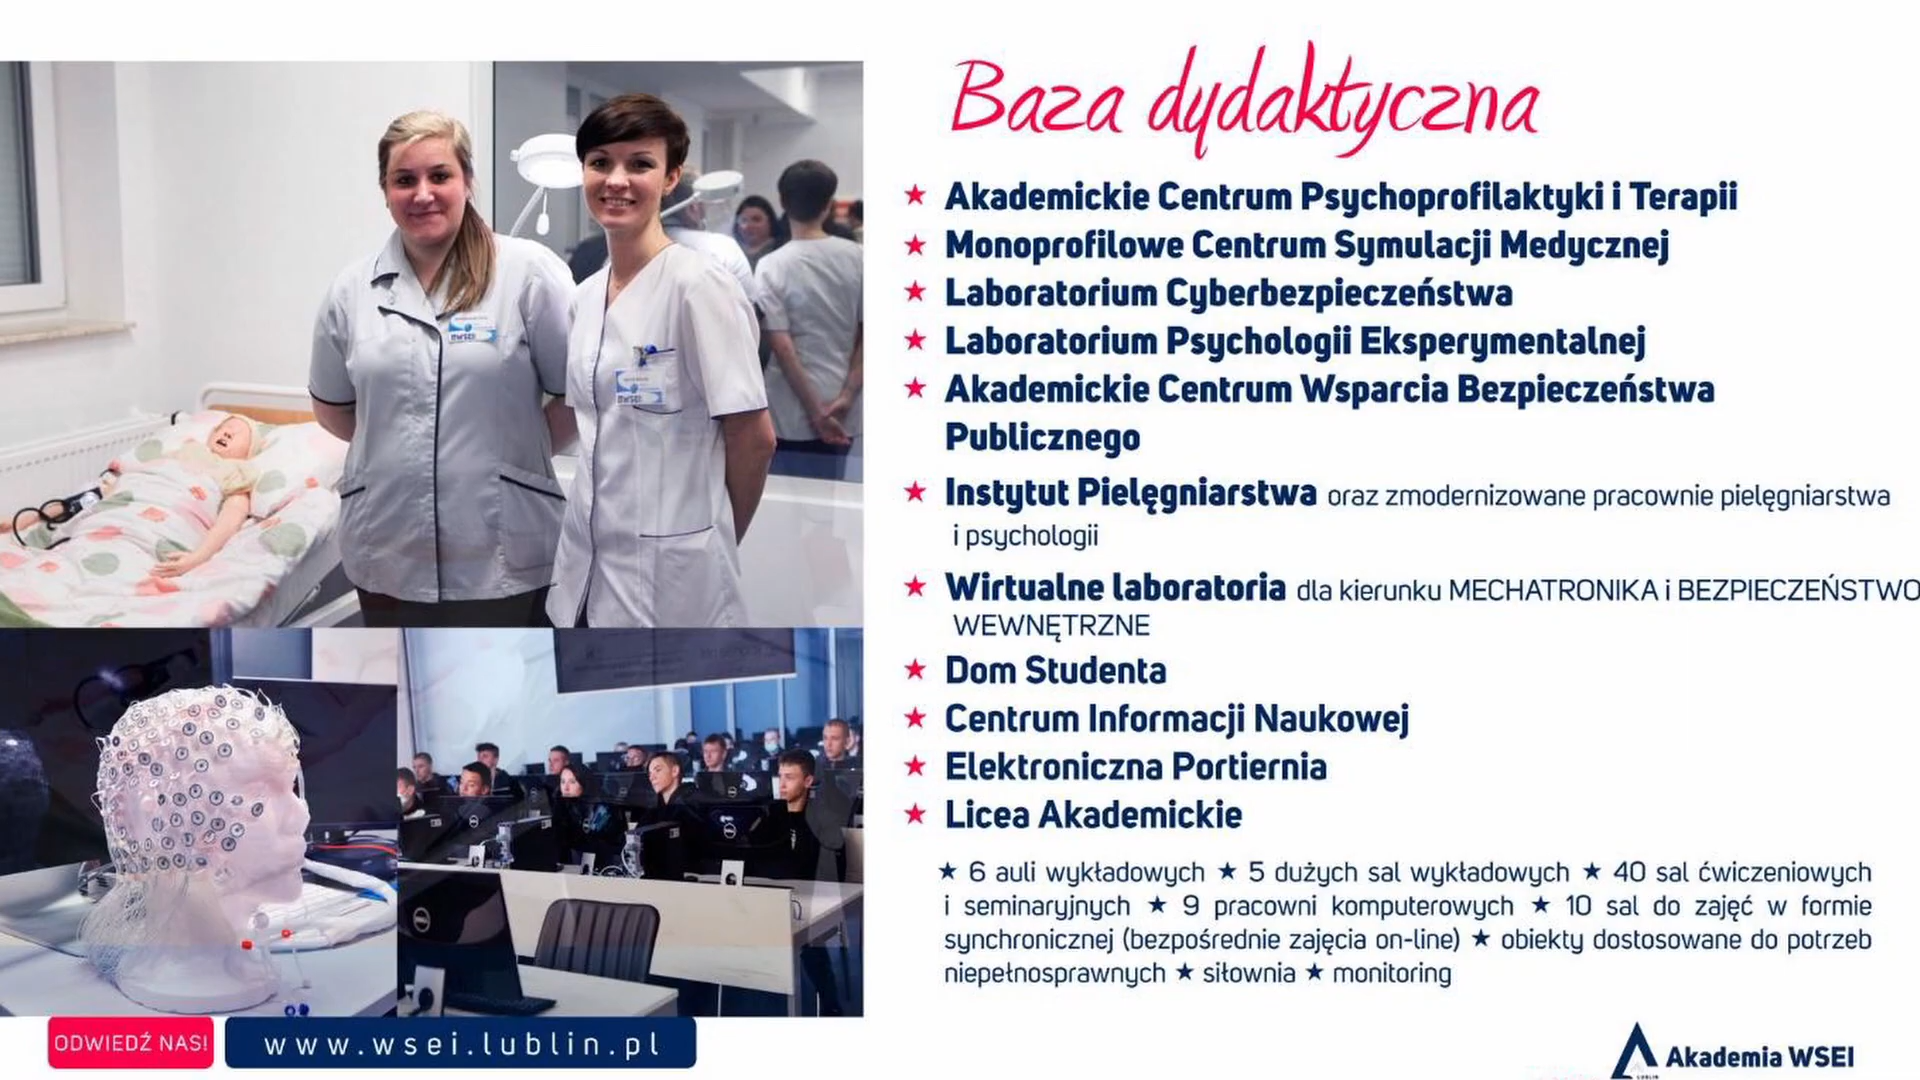 Baza dydaktyczna
★ Akademickie Centrum Psychoprofilaktyki i Terapii
★ Monoprofilowe Centrum Symulacji Medycznej
★ Laboratorium Cyberbezpieczeństwa
★ Laboratorium Psychologii Eksperymentalnej
★ Akademickie Centrum Wsparcia Bezpieczeństwa
Publicznego
★ Instytut Pielęgniarstwa oraz zmodernizowane pracownie pielęgniarstwa
i psychologii
★ Wirtualne laboratoria dla kierunku MECHATRONIKA i BEZPIECZEŃSTWO
WEWNĘTRZNE
★ Dom Studenta
★ Centrum Informacji Naukowej
★ Elektroniczna Portiernia
★ Licea Akademickie
★ 6 auli wykładowych ★ 5 dużych sal wykładowych ★ 40 sal ćwiczeniowych
i seminaryjnych ★ 9 pracowni komputerowych ★ 10 sal do zajęć w formie
synchronicznej (bezpośrednie zajęcia on-line) ★ obiekty dostosowane do potrzeb
niepełnosprawnych ★ siłownia ★ monitoring
ODWIEDŹ NAS!
www.wsei.lublin.pl
Akademia WSEI
LUBLIN